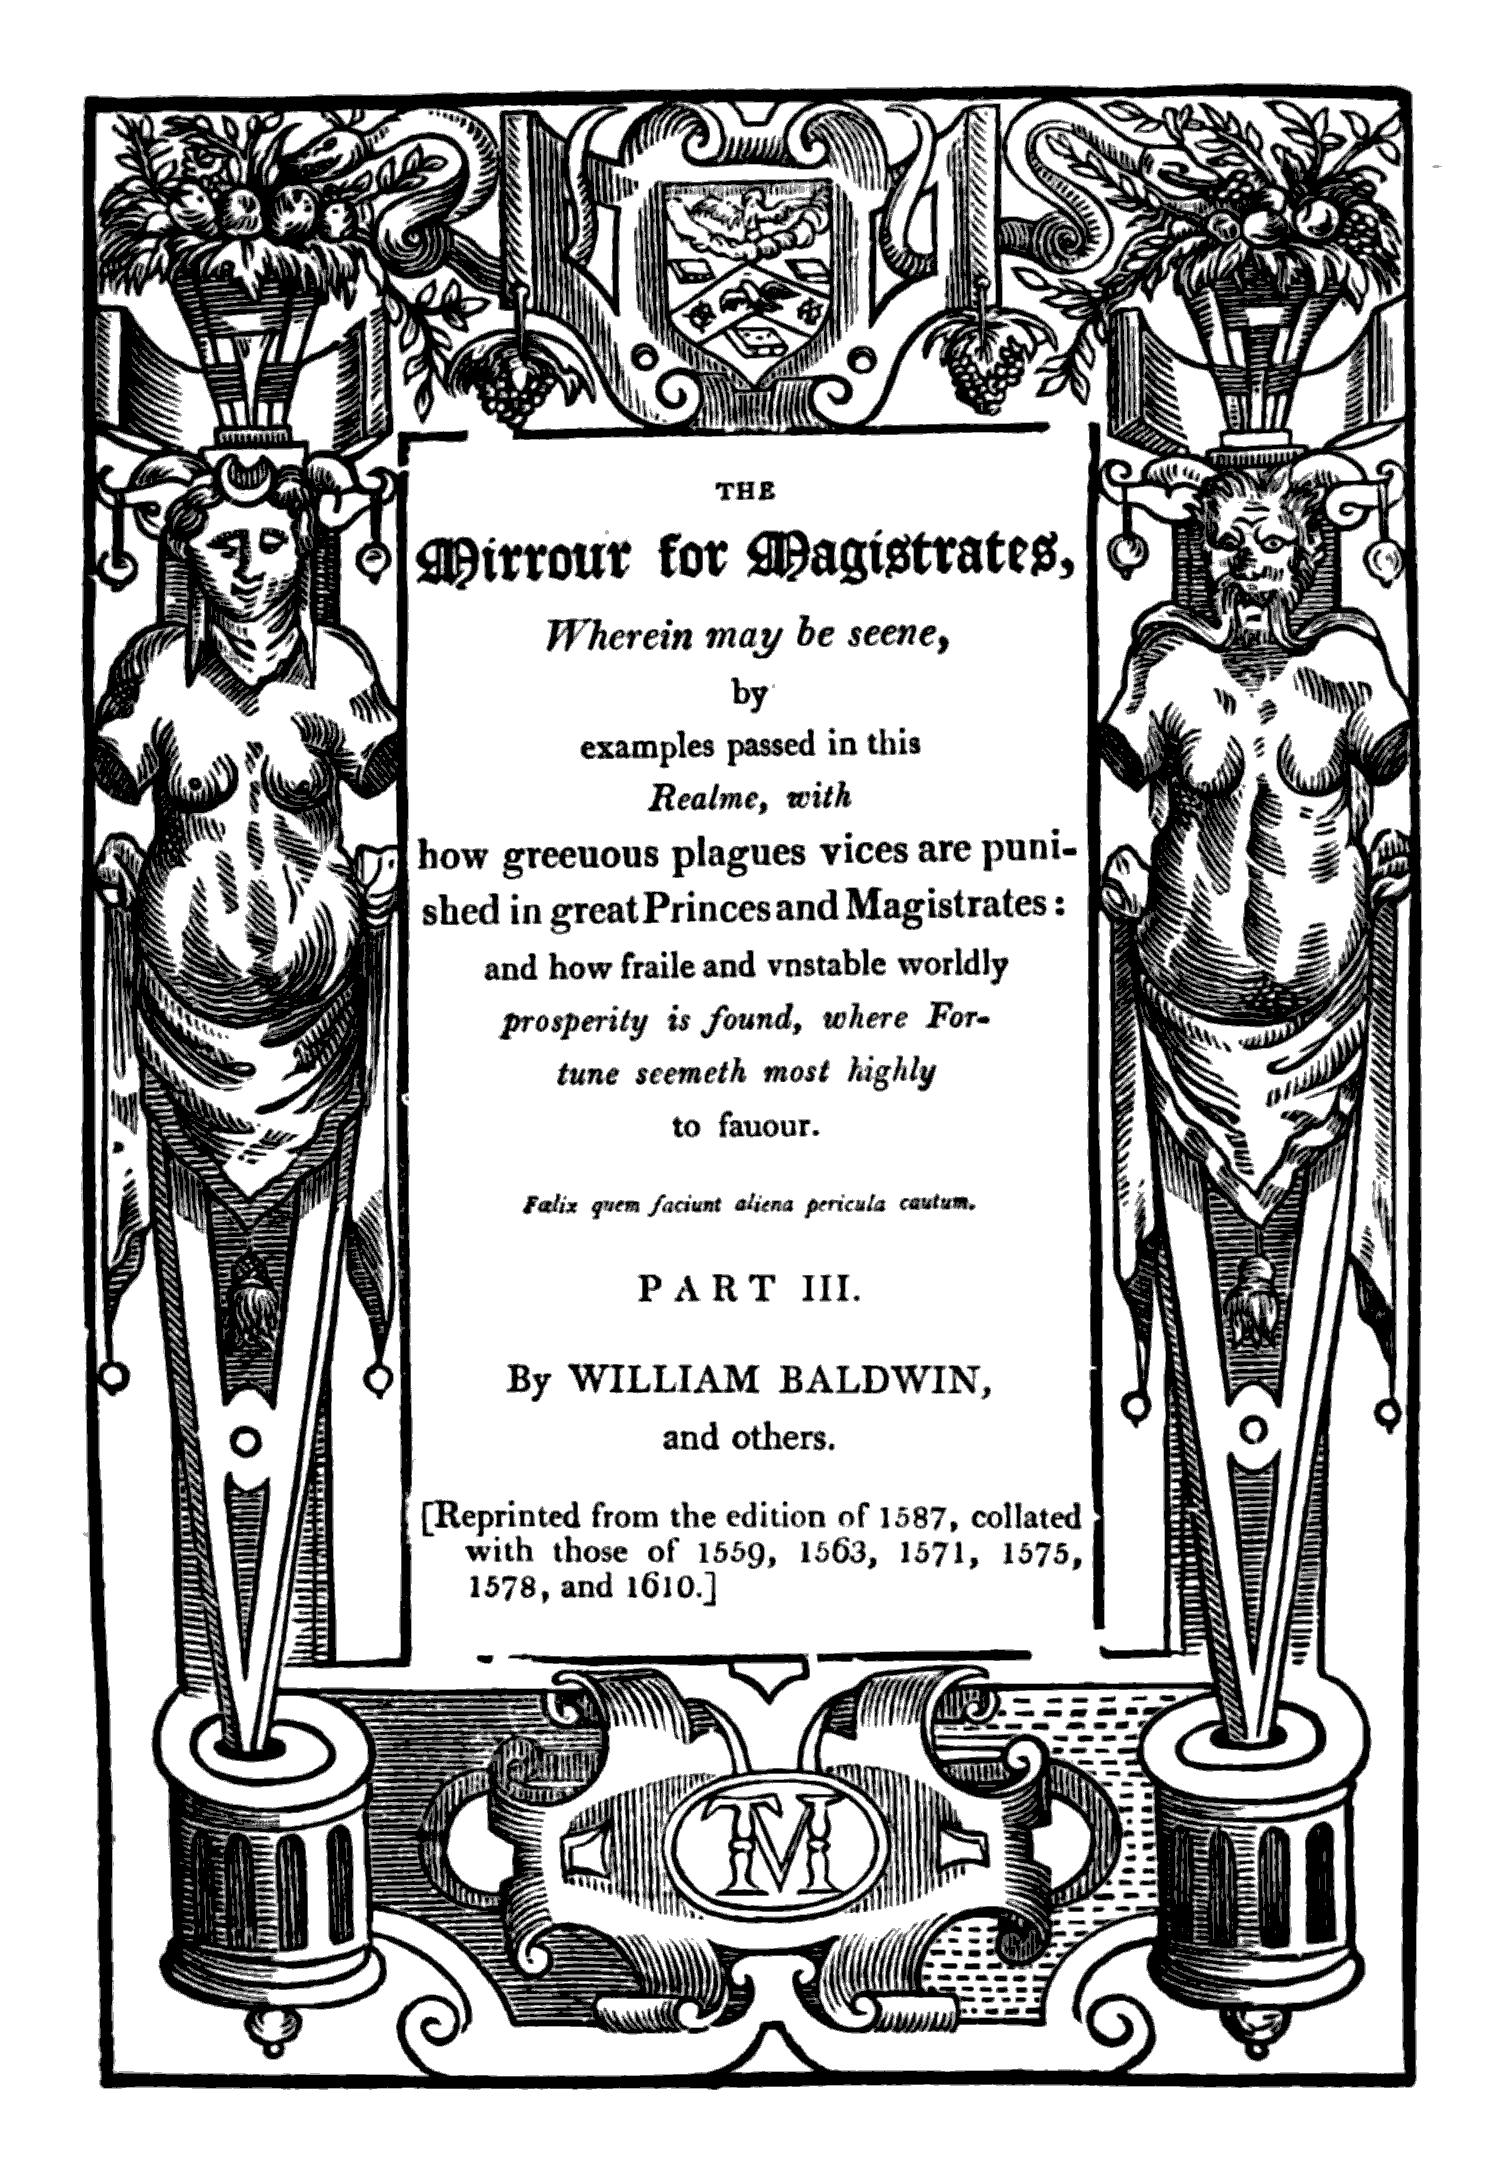 THE
Mirrour for Magistrates,
Wherein may be seene,
by
examples passed in this
Realme, with
how greeuous plagues vices are puni-
shed in great Princes and Magistrates:
and how fraile and vnstable worldly
prosperity is found, where For-
tune seemeth most highly
to fauour.
Fœlix quem faciunt aliena pericula cautum.
PART III.
By WILLIAM BALDWIN,
and others.
[Reprinted from the edition of 1587, collated
with those of 1559, 1563, 1571, 1575,
1578, and 1610.]
TM